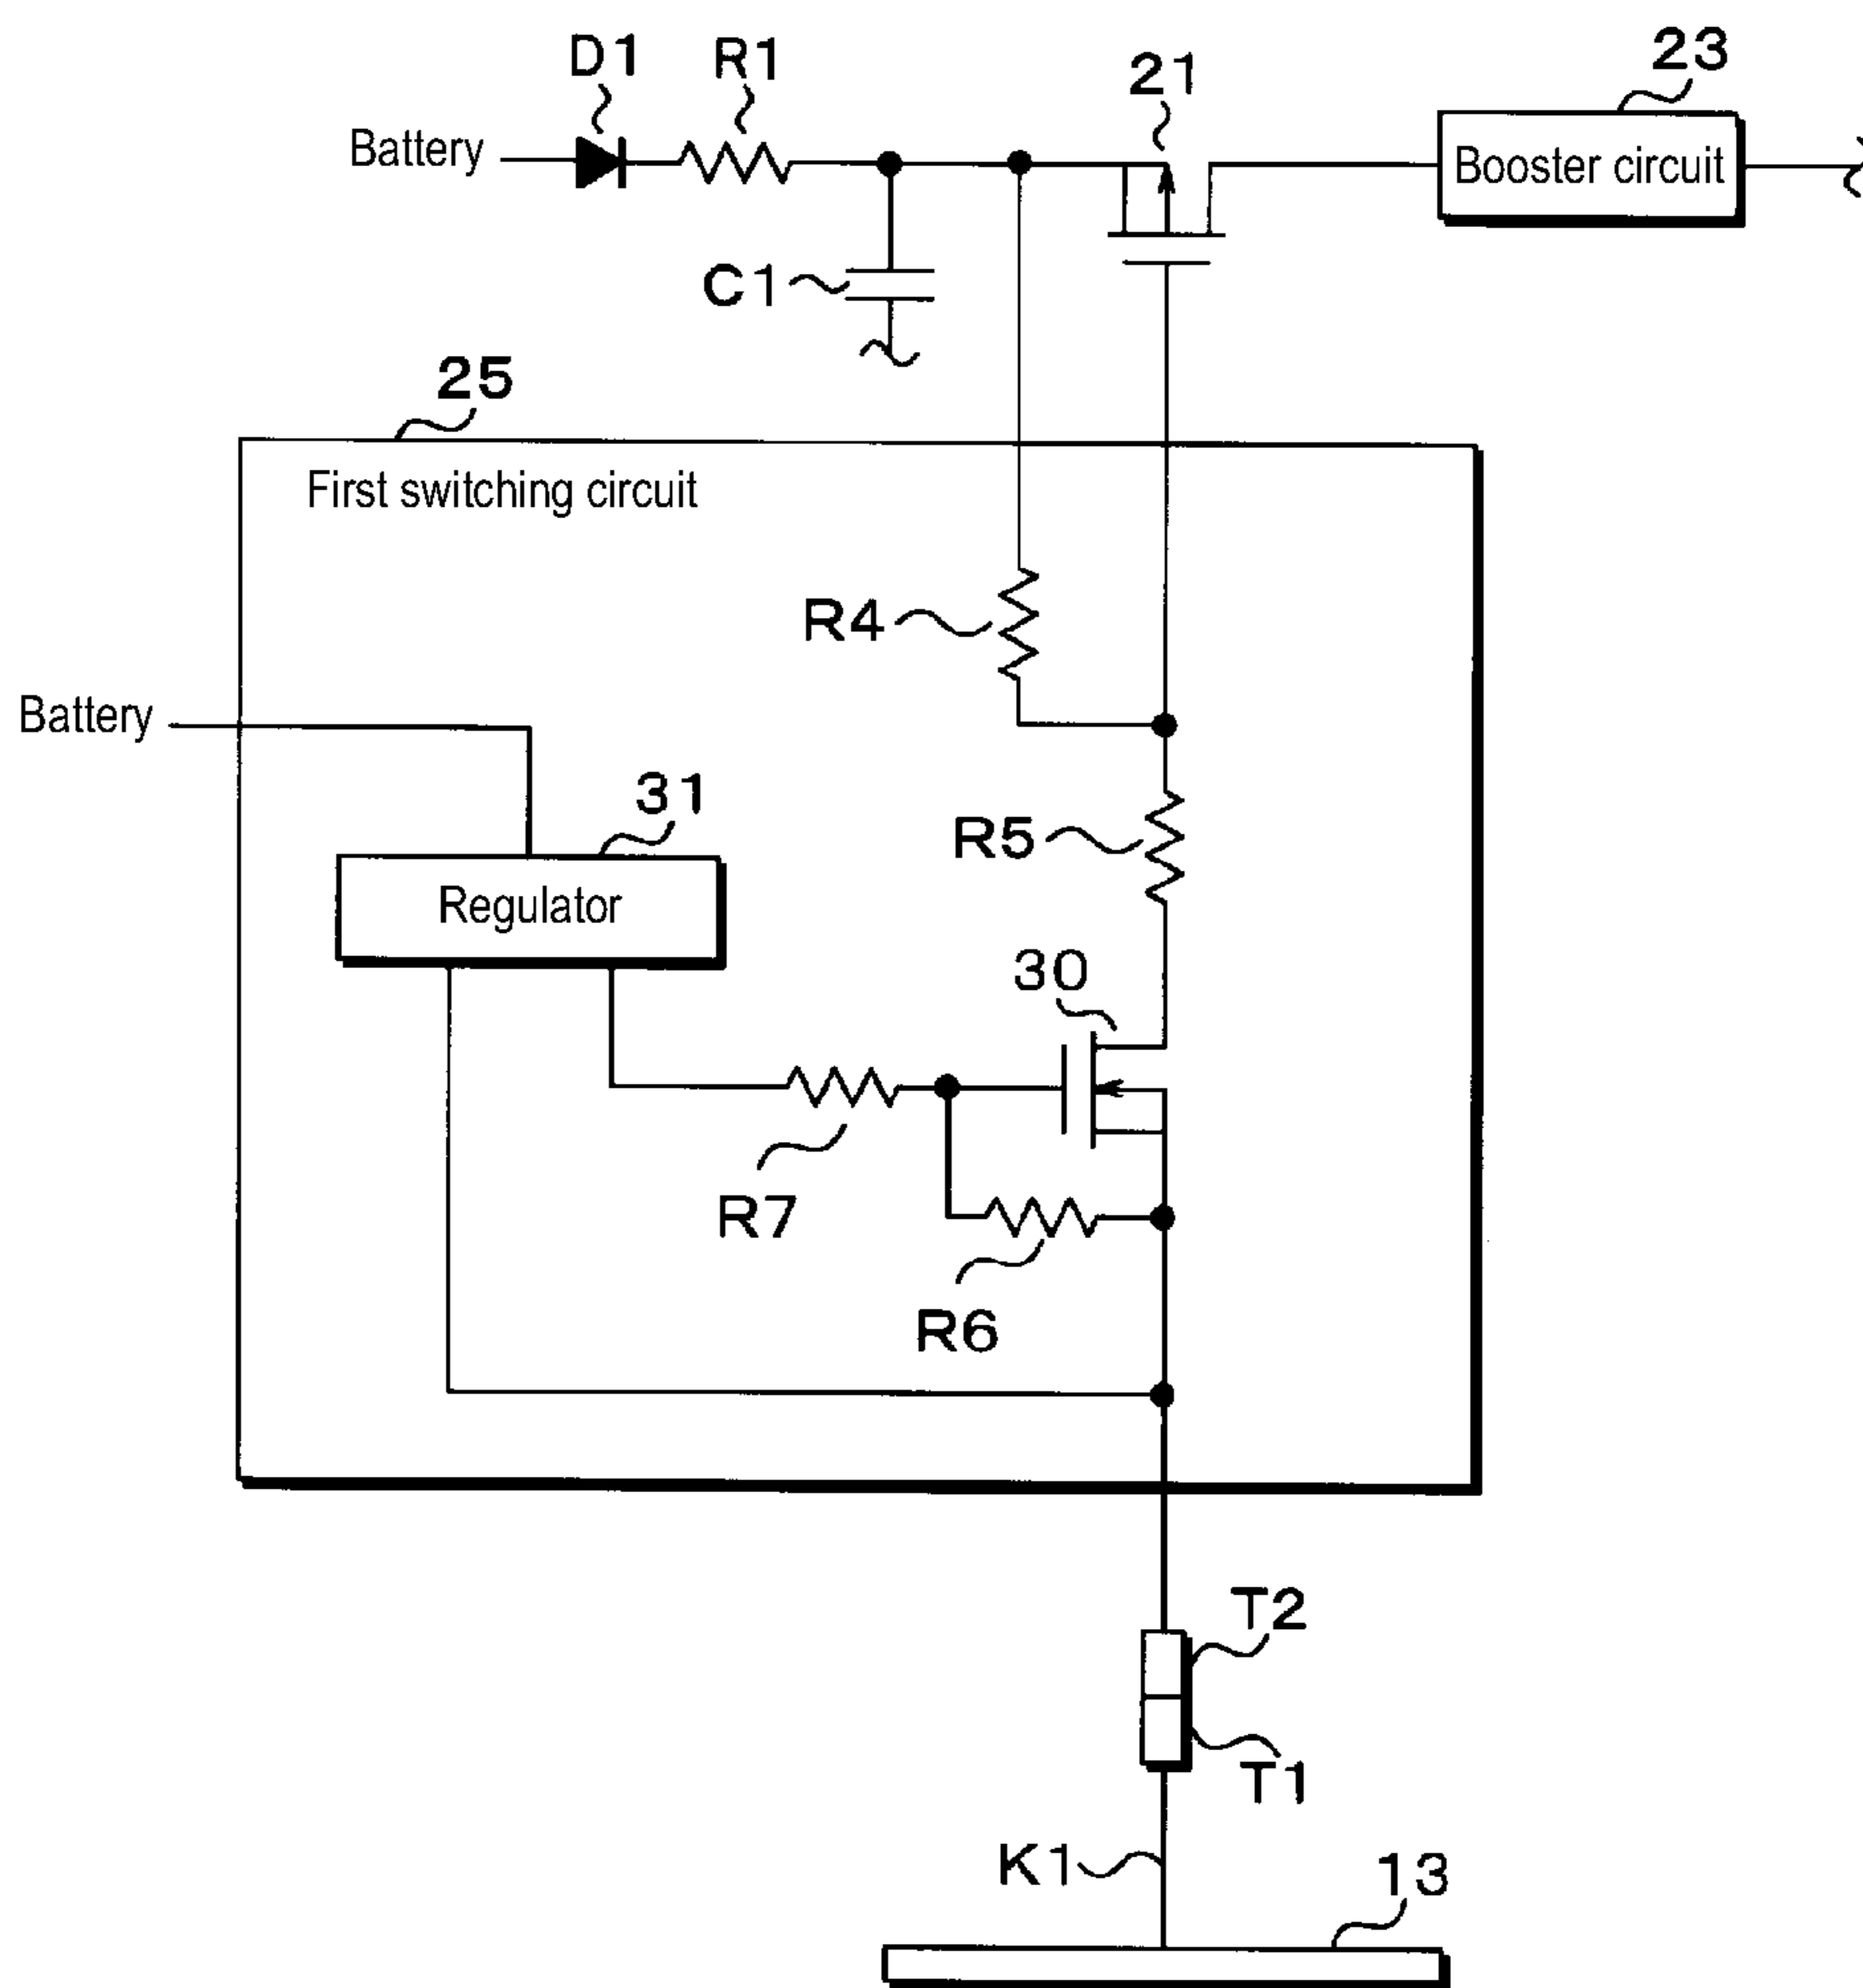 D1
R1
21
23
Battery
Booster circuit
C1
25
First switching circuit
R4
Battery
31
R5
Regulator
30
R7
R6
T2
T1
K1
13